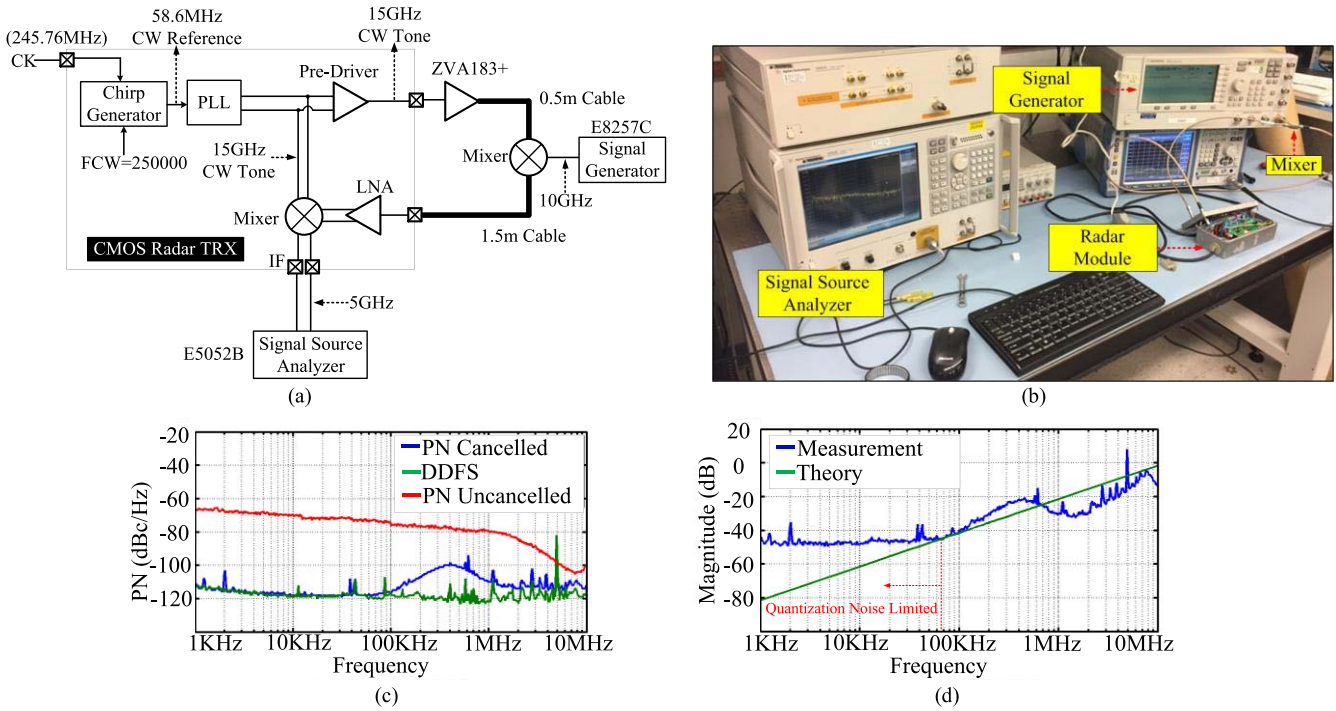 58.6MHz
CW Reference
15GHz
CW Tone
(245.76MHz)
CK
Chirp
Generator
PLL
Pre-Driver
ZVA183+
0.5m Cable
FCW=250000
15GHz
CW Tone
Mixer
E8257C
Signal
Generator
10GHz
LNA
Mixer
1.5m Cable
CMOS Radar TRX
IF
5GHz
E5052B
Signal Source
Analyzer
(a)
Signal
Generator
Mixer
Radar
Module
Signal Source
Analyzer
(b)
PN (dBc/Hz)
-20
-40
-60
-80
-100
-120
PN Cancelled
DDFS
PN Uncancelled
1KHz
10KHz
100KHz
1MHz
10MHz
Frequency
(c)
Magnitude (dB)
20
0
-20
-40
-60
-80
Measurement
Theory
Quantization Noise Limited
1KHz
10KHz
100KHz
1MHz
10MHz
Frequency
(d)